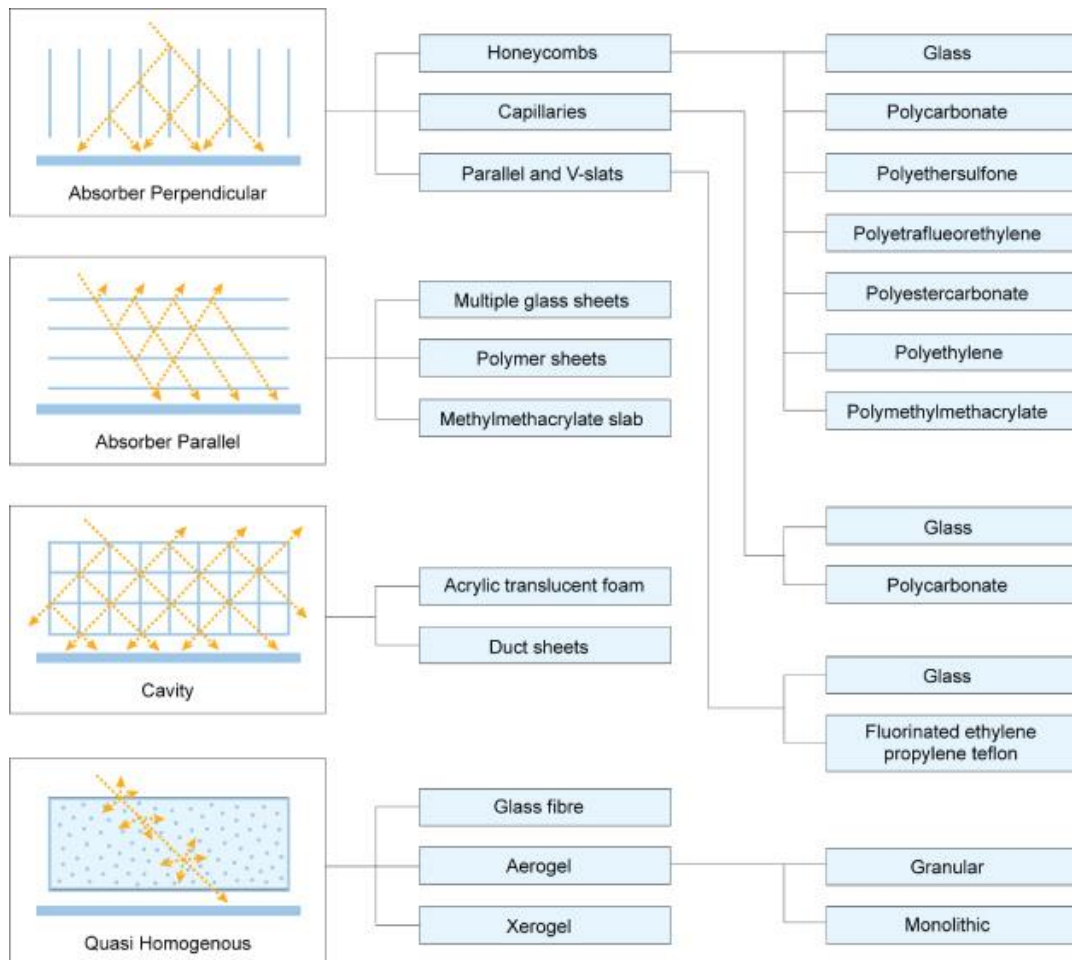 Honeycombs
Glass
Capillaries
Polycarbonate
Parallel and V-slats
Polyethersulfone
Absorber Perpendicular
Polyetraflueorethylene
Multiple glass sheets
Polyestercarbonate
Polymer sheets
Polyethylene
Methylmethacrylate slab
Polymethylmethacrylate
Absorber Parallel
Glass
Acrylic translucent foam
Polycarbonate
Duct sheets
Glass
Cavity
Fluorinated ethylene
propylene teflon
Glass fibre
Aerogel
Granular
Xerogel
Monolithic
Quasi Homogenous